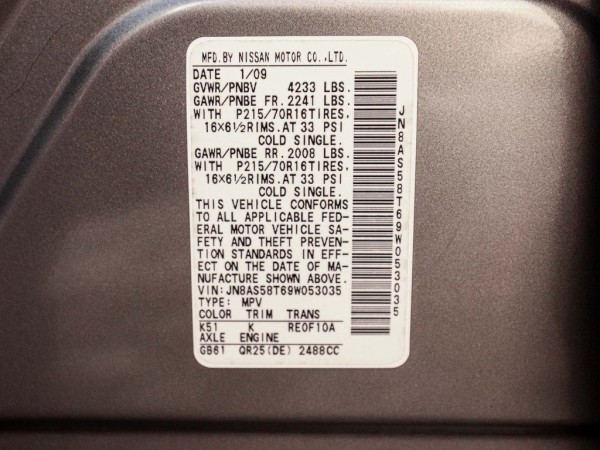 MFD. BY NISSAN MOTOR CO.,LTD.
DATE 1/09
GVWR/PNBV 4233 LBS.
GAWR/PNBE FR. 2241 LBS.
WITH P215/70R16TIRES,
16X6½RIMS. AT 33 PSI
COLD SINGLE.
GAWR/PNBE RR. 2008 LBS.
WITH P215/70R16TIRES,
16X6½RIMS. AT 33 PSI
COLD SINGLE.
THIS VEHICLE CONFORMS
TO ALL APPLICABLE FED-
ERAL MOTOR VEHICLE SA-
FETY AND THEFT PREVEN-
TION STANDARDS IN EFF-
ECT ON THE DATE OF MA-
NUFACTURE SHOWN ABOVE.
VIN:JN8AS58T69W053035
TYPE: MPV
COLOR TRIM TRANS
K51 K RE0F10A
AXLE ENGINE
GB61 QR25(DE) 2488CC
JN8AS58T69W053035